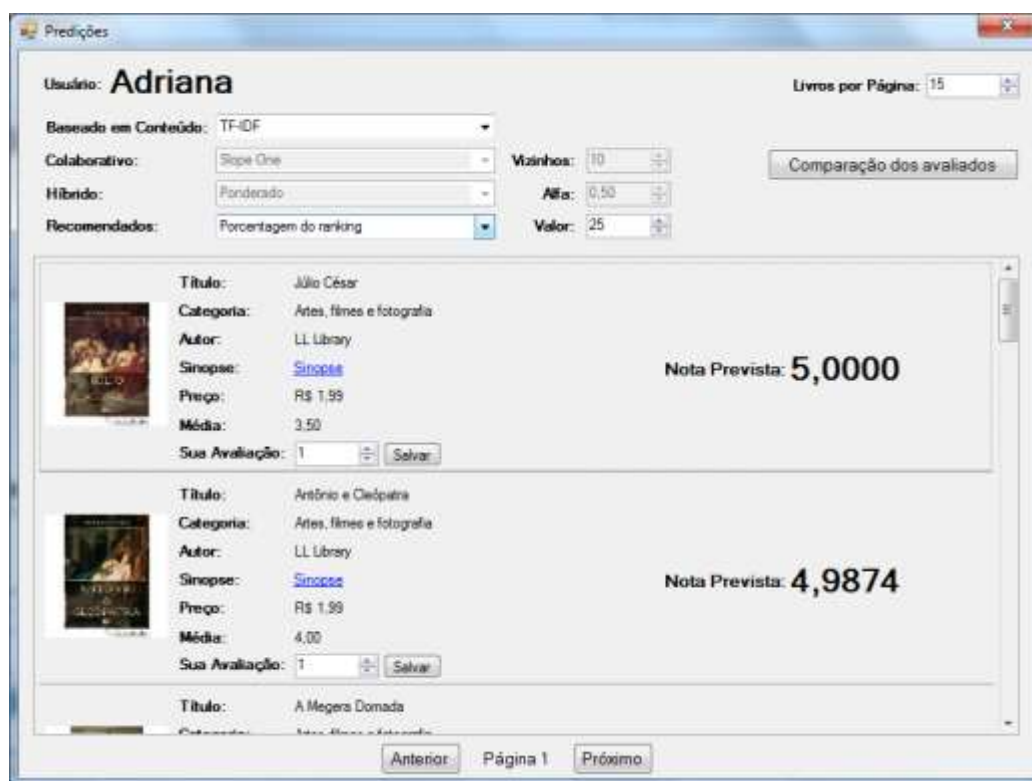 Predições
Usuário: Adriana
Livros por Página: 15
Baseado em Conteúdo: TF-IDF
Colaborativo: Slope One Vizinhos: 10
Comparação dos avaliados
Híbrido: Ponderado Alfa: 0,50
Recomendados: Porcentagem do ranking Valor: 25
Título: Júlio César
Categoria: Artes, filmes e fotografia
Autor: LL Library
Sinopse: Sinopse
Preço: R$ 1,99
Média: 3,50
Sua Avaliação: 1 Salvar
Nota Prevista: 5,0000
Título: Antônio e Cleópatra
Categoria: Artes, filmes e fotografia
Autor: LL Library
Sinopse: Sinopse
Preço: R$ 1,99
Média: 4,00
Sua Avaliação: 1 Salvar
Nota Prevista: 4,9874
Título: A Megera Domada
Anterior Página 1 Próximo